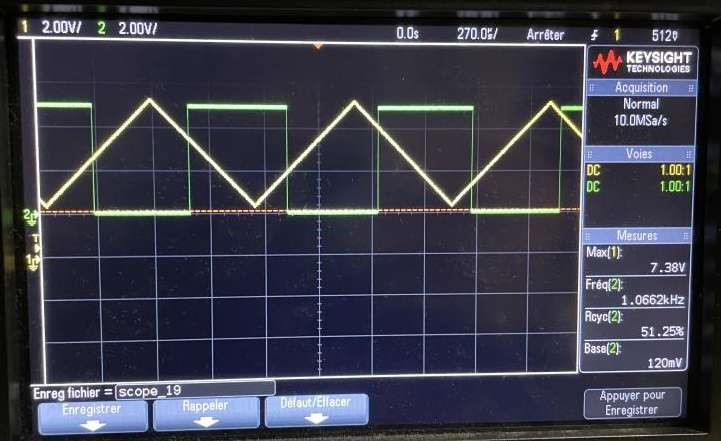 1 2.00V/ 2 2.00V/ 0.0s 270.0s/ Arrêter 1 512
KEYSIGHT
TECHNOLOGIES
Acquisition
Normal
10.0MSa/s
Voies
DC 1.00:1
DC 1.00:1
2
T
1
Mesures
Max(1):
7.38V
Fréq(2):
1.0662kHz
Rcyc(2):
51.25%
Base(2):
120mV
Enreg fichier = scope_19
Enregistrer
Rappeler
Défaut/Effacer
Appuyer pour
Enregistrer